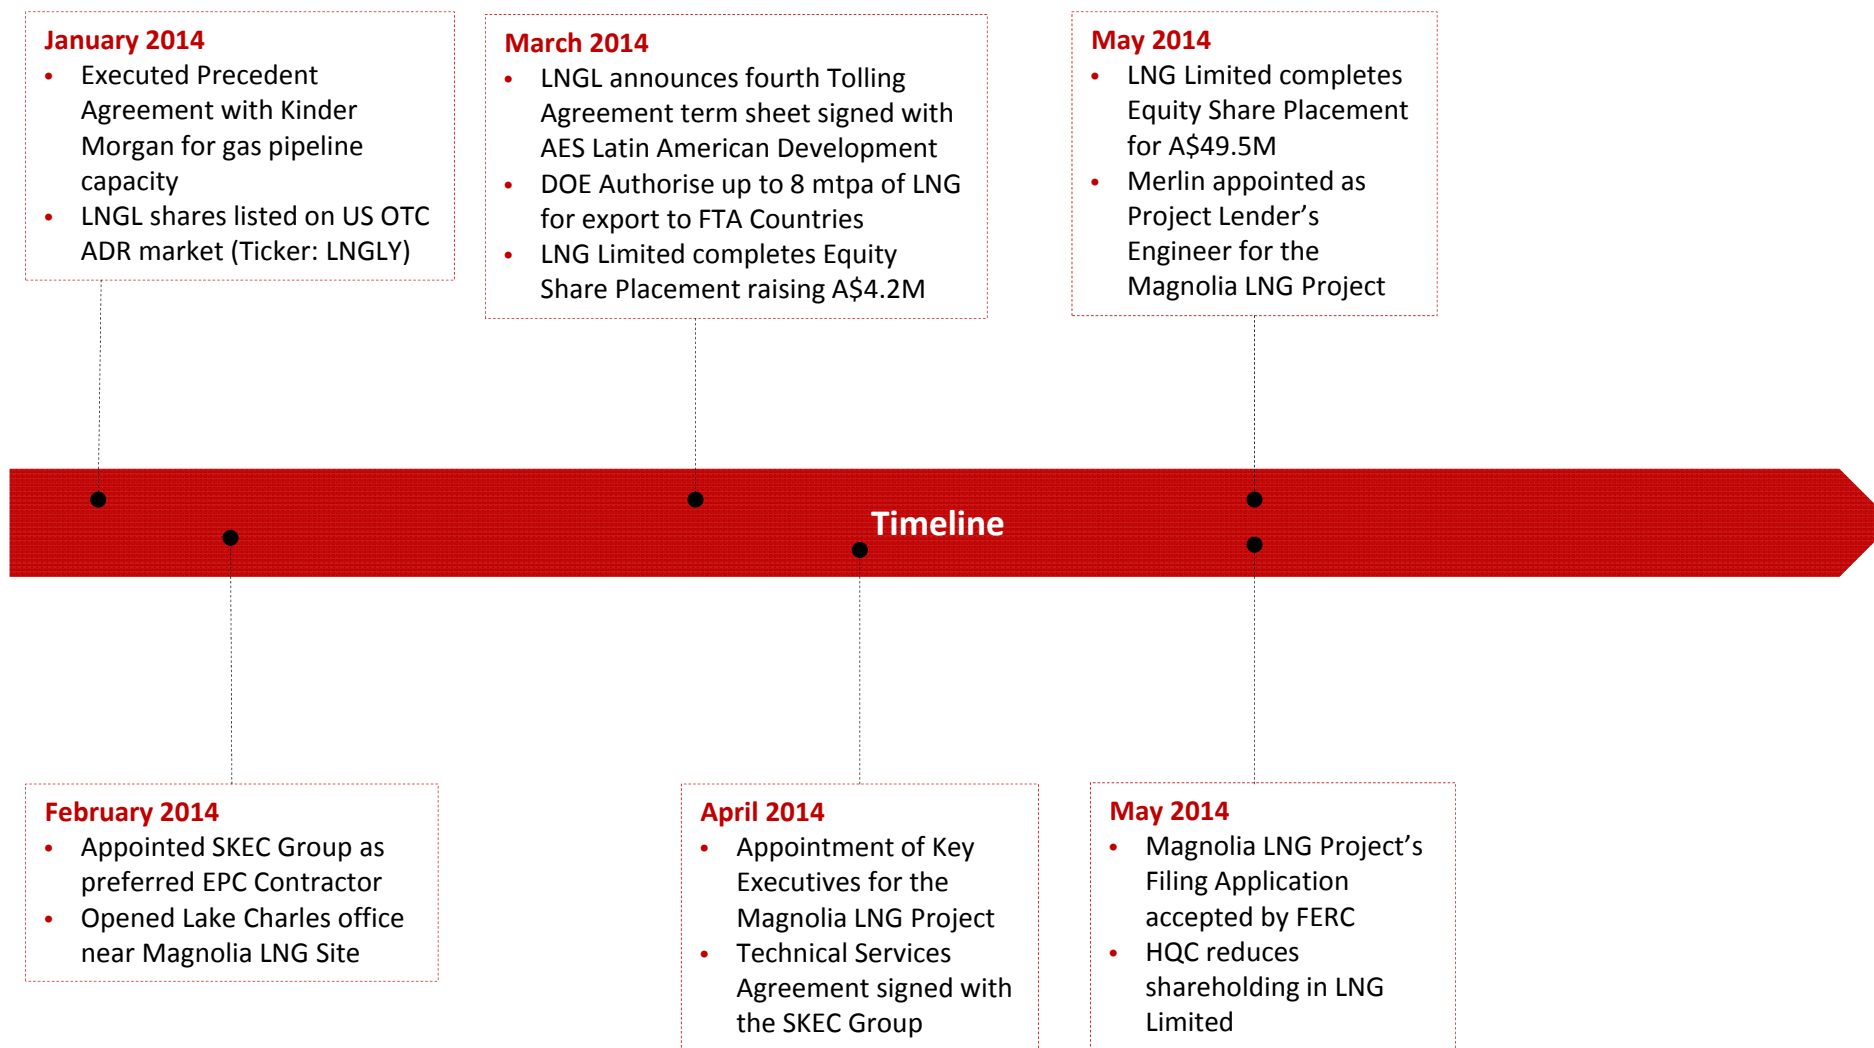 January 2014
• Executed Precedent
Agreement with Kinder
Morgan for gas pipeline
capacity
• LNGL shares listed on US OTC
ADR market (Ticker: LNGLY)
March 2014
• LNGL announces fourth Tolling
Agreement term sheet signed with
AES Latin American Development
• DOE Authorise up to 8 mtpa of LNG
for export to FTA Countries
• LNG Limited completes Equity
Share Placement raising A$4.2M
May 2014
• LNG Limited completes
Equity Share Placement
for A$49.5M
• Merlin appointed as
Project Lender’s
Engineer for the
Magnolia LNG Project
Timeline
February 2014
• Appointed SKEC Group as
preferred EPC Contractor
• Opened Lake Charles office
near Magnolia LNG Site
April 2014
• Appointment of Key
Executives for the
Magnolia LNG Project
• Technical Services
Agreement signed with
the SKEC Group
May 2014
• Magnolia LNG Project’s
Filing Application
accepted by FERC
• HQC reduces
shareholding in LNG
Limited